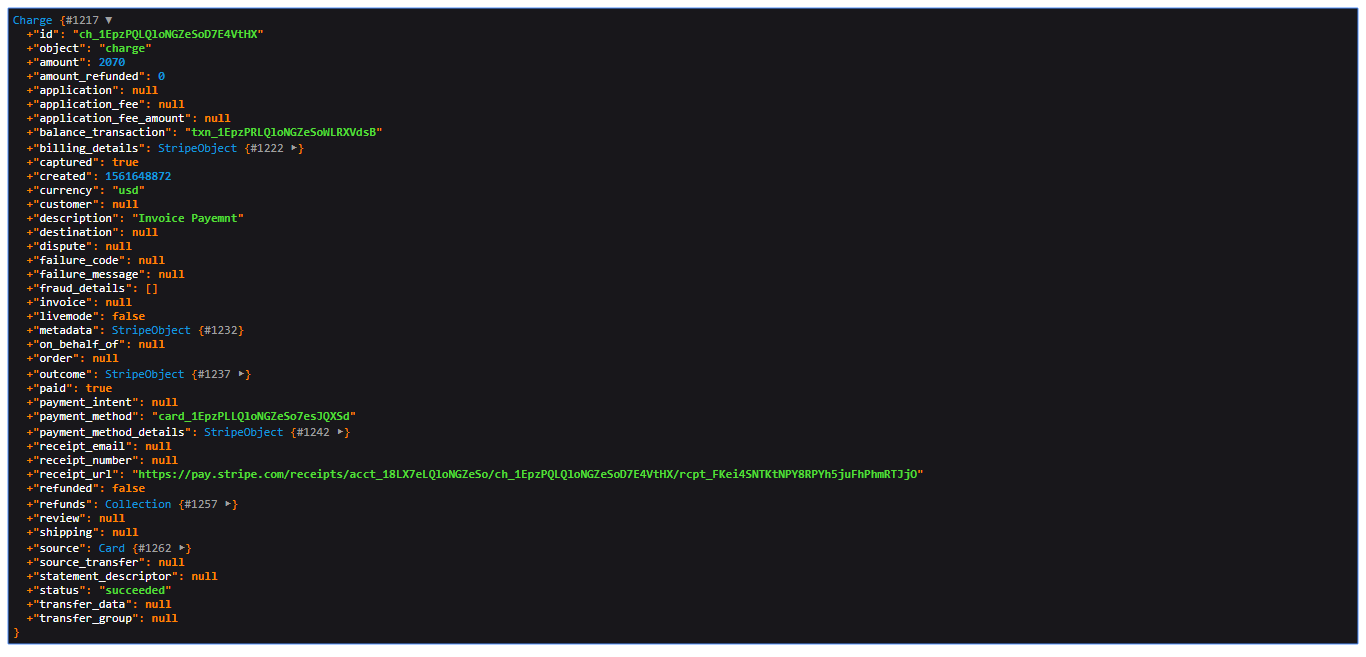 Charge {#1217 ▼
+"id": "ch_1EpzPQLQloNGZeSoD7E4VtHX"
+"object": "charge"
+"amount": 2070
+"amount_refunded": 0
+"application": null
+"application_fee": null
+"application_fee_amount": null
+"balance_transaction": "txn_1EpzPRLQloNGZeSoWLRXVdsB"
+"billing_details": StripeObject {#1222 ▶}
+"captured": true
+"created": 1561648872
+"currency": "usd"
+"customer": null
+"description": "Invoice Payemnt"
+"destination": null
+"dispute": null
+"failure_code": null
+"failure_message": null
+"fraud_details": []
+"invoice": null
+"livemode": false
+"metadata": StripeObject {#1232}
+"on_behalf_of": null
+"order": null
+"outcome": StripeObject {#1237 ▶}
+"paid": true
+"payment_intent": null
+"payment_method": "card_1EpzPLLQloNGZeSo7esJQXSd"
+"payment_method_details": StripeObject {#1242 ▶}
+"receipt_email": null
+"receipt_number": null
+"receipt_url": "https://pay.stripe.com/receipts/acct_18LX7eLQloNGZeSo/ch_1EpzPQLQloNGZeSoD7E4VtHX/rcpt_FKei4SNTKtNPY8RPYh5juFhPhmRTJjO"
+"refunded": false
+"refunds": Collection {#1257 ▶}
+"review": null
+"shipping": null
+"source": Card {#1262 ▶}
+"source_transfer": null
+"statement_descriptor": null
+"status": "succeeded"
+"transfer_data": null
+"transfer_group": null
}